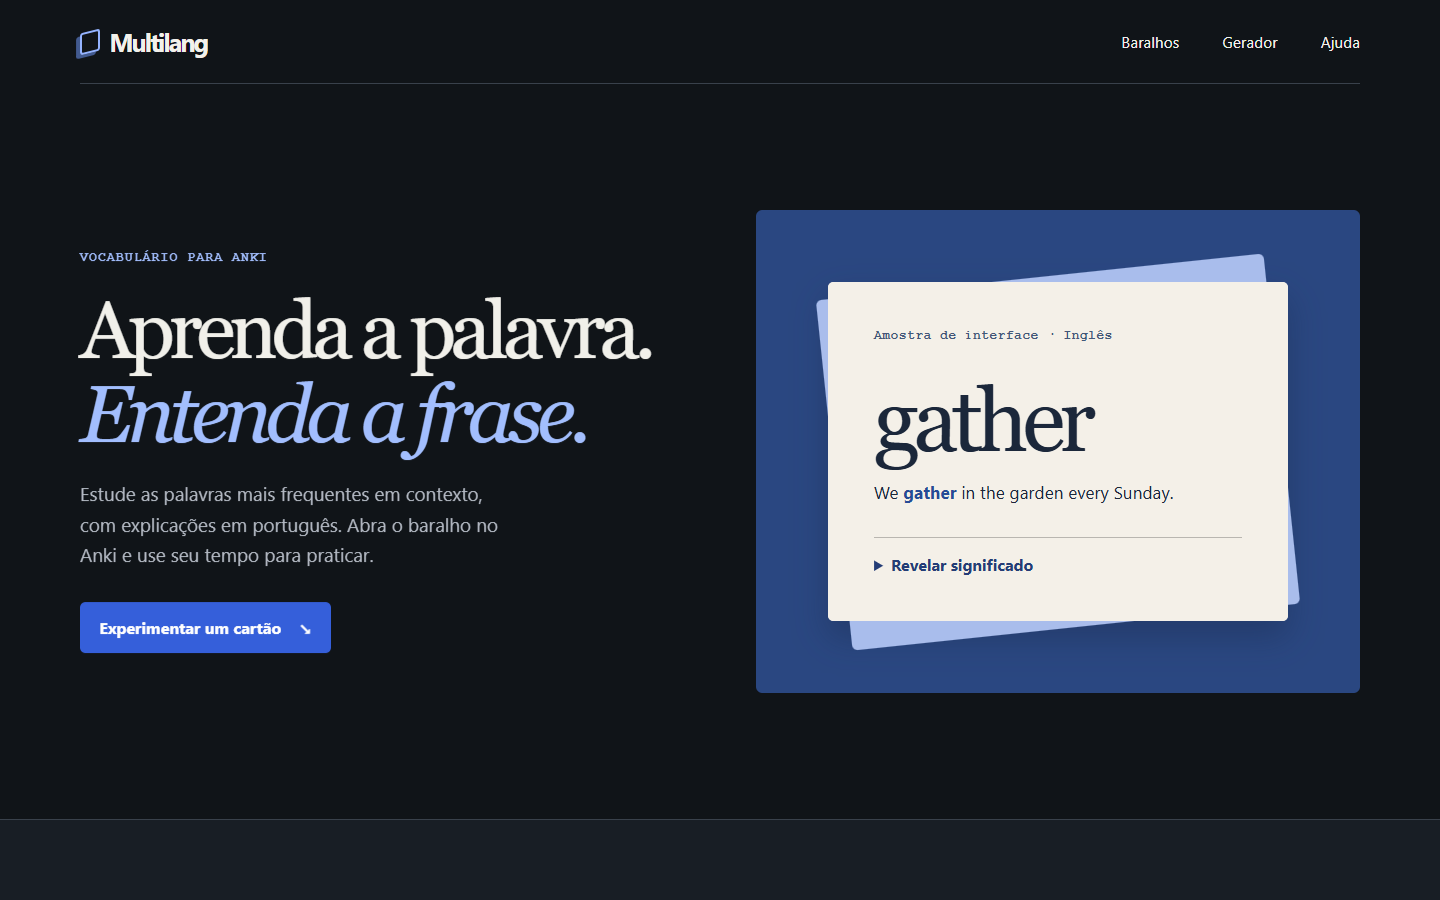 Multilang
Baralhos
Gerador
Ajuda
VOCABULÁRIO PARA ANKI
Aprenda a palavra.
Entenda a frase.
Estude as palavras mais frequentes em contexto,
com explicações em português. Abra o baralho no
Anki e use seu tempo para praticar.
Experimentar um cartão ↘
Amostra de interface · Inglês
gather
We gather in the garden every Sunday.
▶ Revelar significado